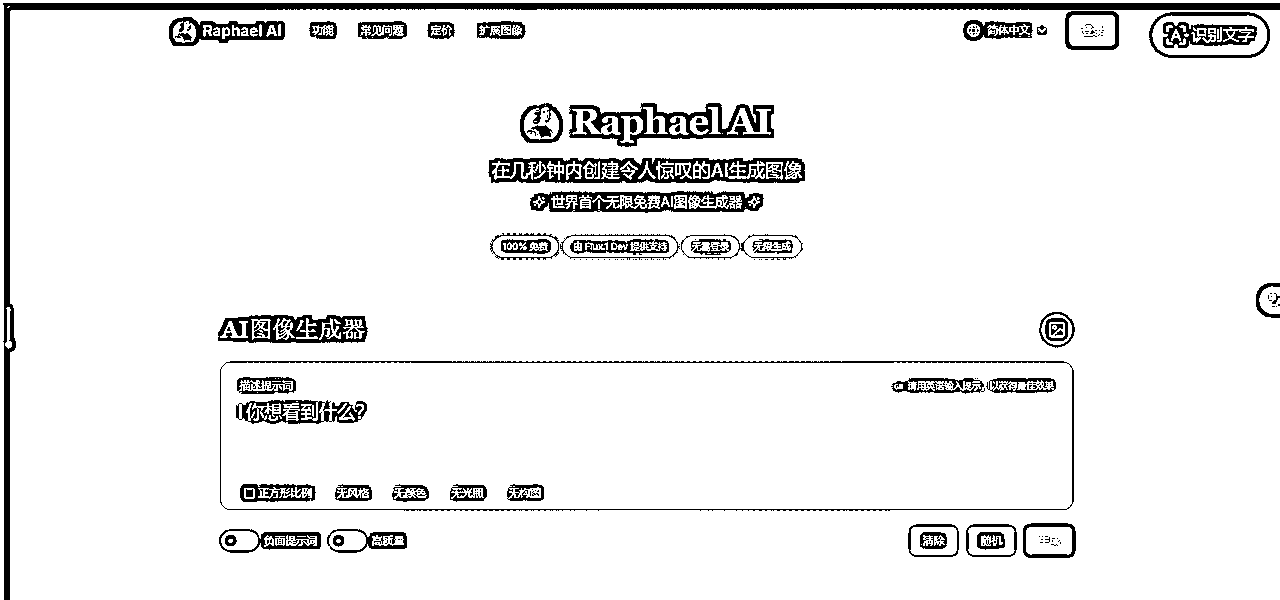 Raphael AI 功能 常见问题 定价 扩展图像 简体中文 登录 识别文字
Raphael AI
在几秒钟内创建令人惊叹的AI生成图像
世界首个无限免费AI图像生成器
100% 免费 由 Flux.1 Dev 提供支持 无需登录 无限生成
AI图像生成器
描述提示词 请用英语输入提示，以获得最佳效果
你想看到什么？
正方形比例 无风格 无颜色 无光照 无构图
负面提示词 高质量 清除 随机